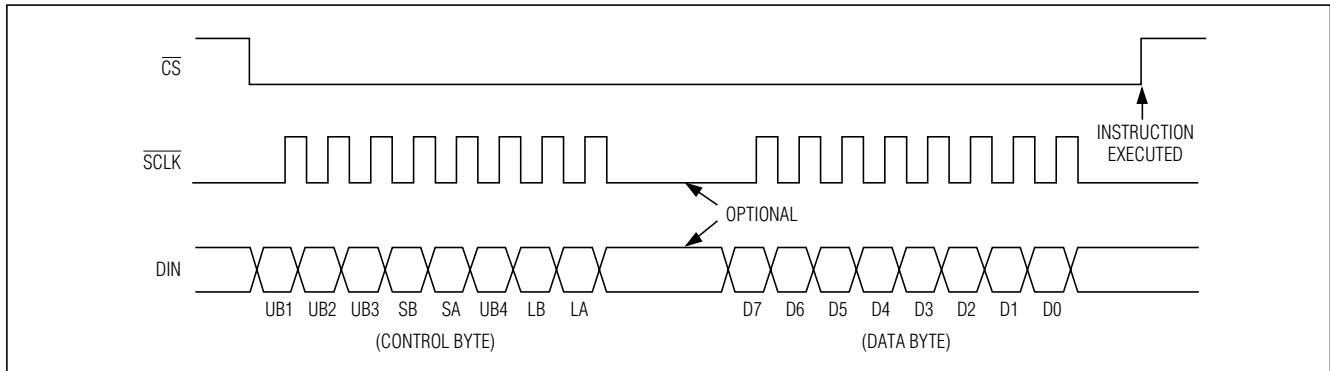 CS
INSTRUCTION
EXECUTED
SCLK
OPTIONAL
DIN
UB1 UB2 UB3 SB SA UB4 LB LA D7 D6 D5 D4 D3 D2 D1 D0
(CONTROL BYTE) (DATA BYTE)